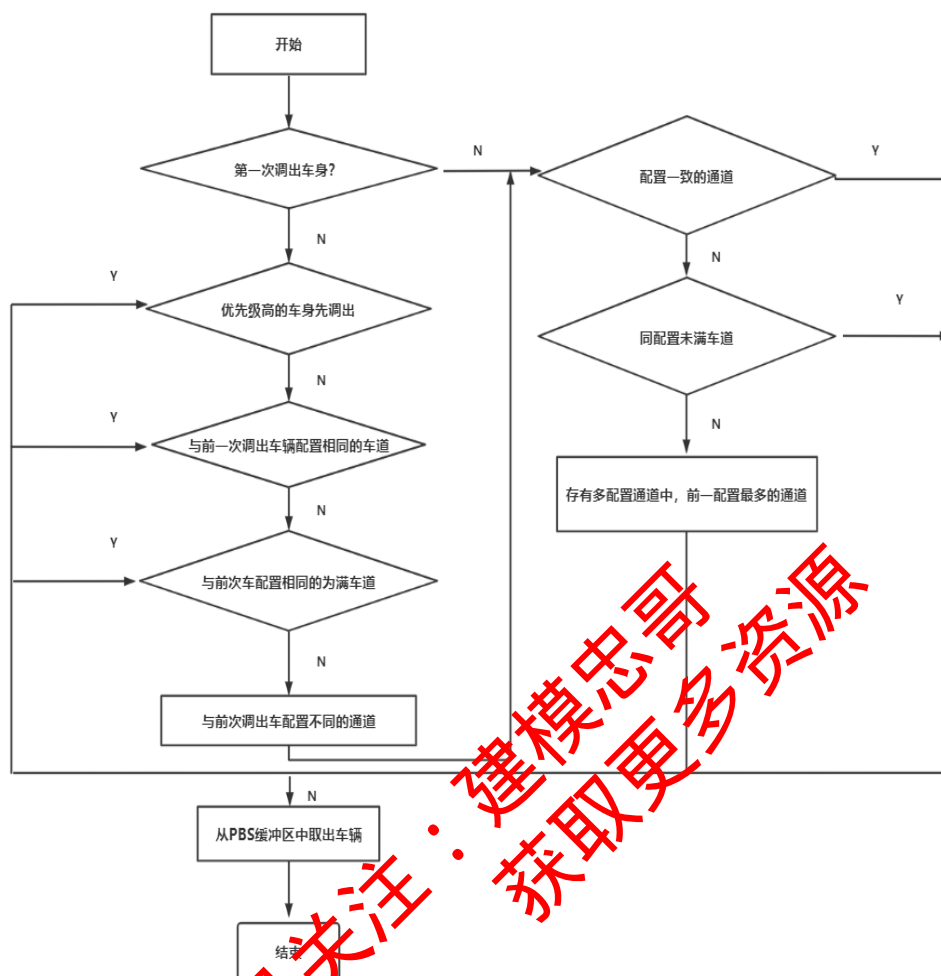 开始
第一次调出车身？
N
配置一致的通道
Y
N
N
Y
优先级高的车身先调出
同配置未满车道
Y
N
N
Y
与前一次调出车辆配置相同的车道
存有多配置通道中，前一配置最多的通道
N
Y
与前次车配置相同的为满车道
N
与前次调出车配置不同的通道
N
从PBS缓冲区中取出车辆
结束
关注：建模忠哥
获取更多资源